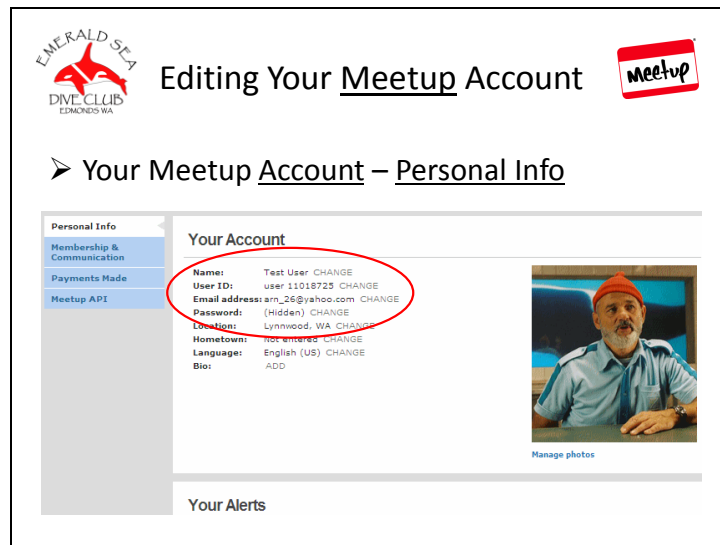 EMERALD SEA
DIVE CLUB
EDMONDS WA
Editing Your Meetup Account
Meetup
➢ Your Meetup Account – Personal Info
Personal Info
Membership &
Communication
Payments Made
Meetup API
Your Account
Name: Test User CHANGE
User ID: user 11018725 CHANGE
Email address: arn_26@yahoo.com CHANGE
Password: (Hidden) CHANGE
Location: Lynnwood, WA CHANGE
Hometown: Not entered CHANGE
Language: English (US) CHANGE
Bio: ADD
Manage photos
Your Alerts